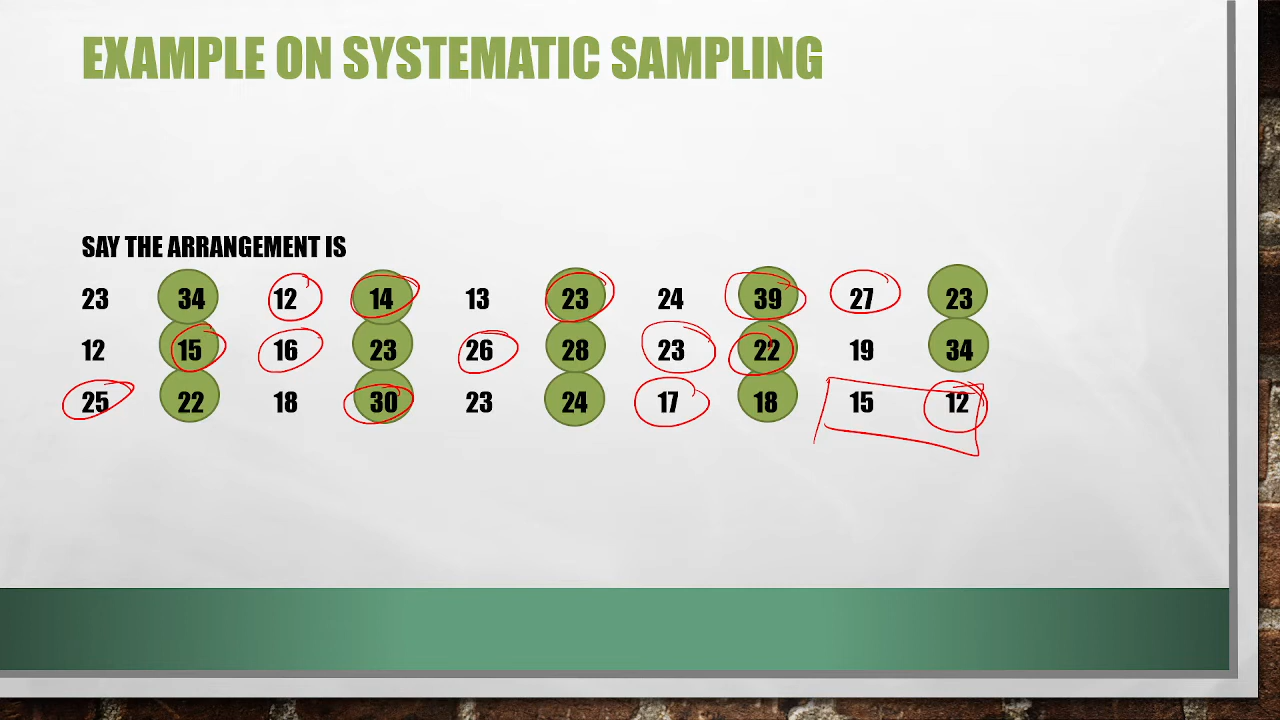 EXAMPLE ON SYSTEMATIC SAMPLING
SAY THE ARRANGEMENT IS
23 34 12 14 13 23 24 39 27 23
12 15 16 23 26 28 23 22 19 34
25 22 18 30 23 24 17 18 15 12